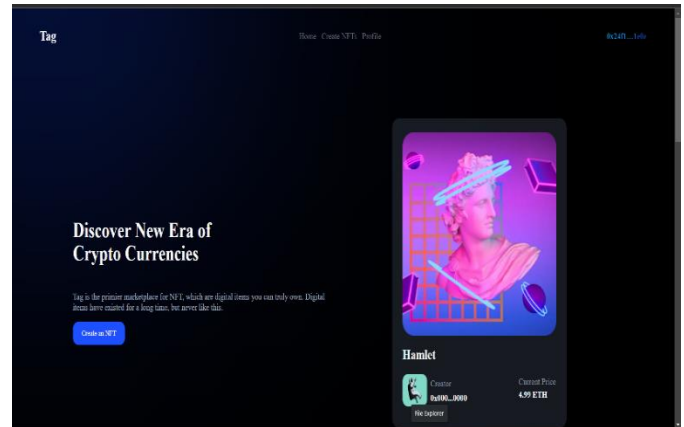 Tag
Home Create NFTs Profile
Discover New Era of
Crypto Currencies
Tag is the primier marketplace for NFT, which are digital items you can truly own. Digital
items have existed for a long time, but never like this.
Create an NFT
Hamlet
Creator
0x000...0000
Current Price
4.99 ETH
File Explorer